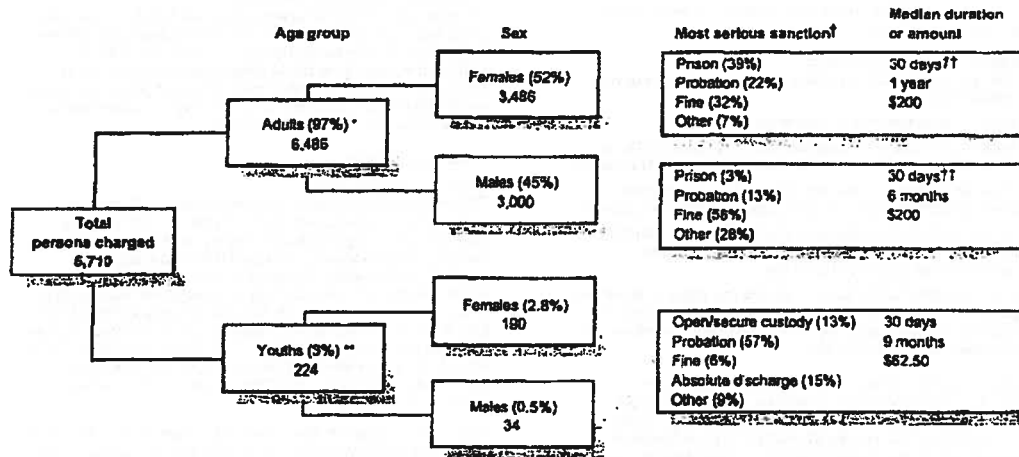 Age group
Sex
Most serious sanction†
Median duration
or amount
Females (52%)
3,486
Prison (39%) 30 days††
Probation (22%) 1 year
Fine (32%) $200
Other (7%)
Adults (97%) *
6,486
Males (45%)
3,000
Prison (3%) 30 days††
Probation (13%) 6 months
Fine (56%) $200
Other (28%)
Total
persons charged
6,710
Females (2.8%)
190
Youths (3%) **
224
Open/secure custody (13%) 30 days
Probation (57%) 9 months
Fine (6%) $62.50
Absolute discharge (15%)
Other (9%)
Males (0.5%)
34